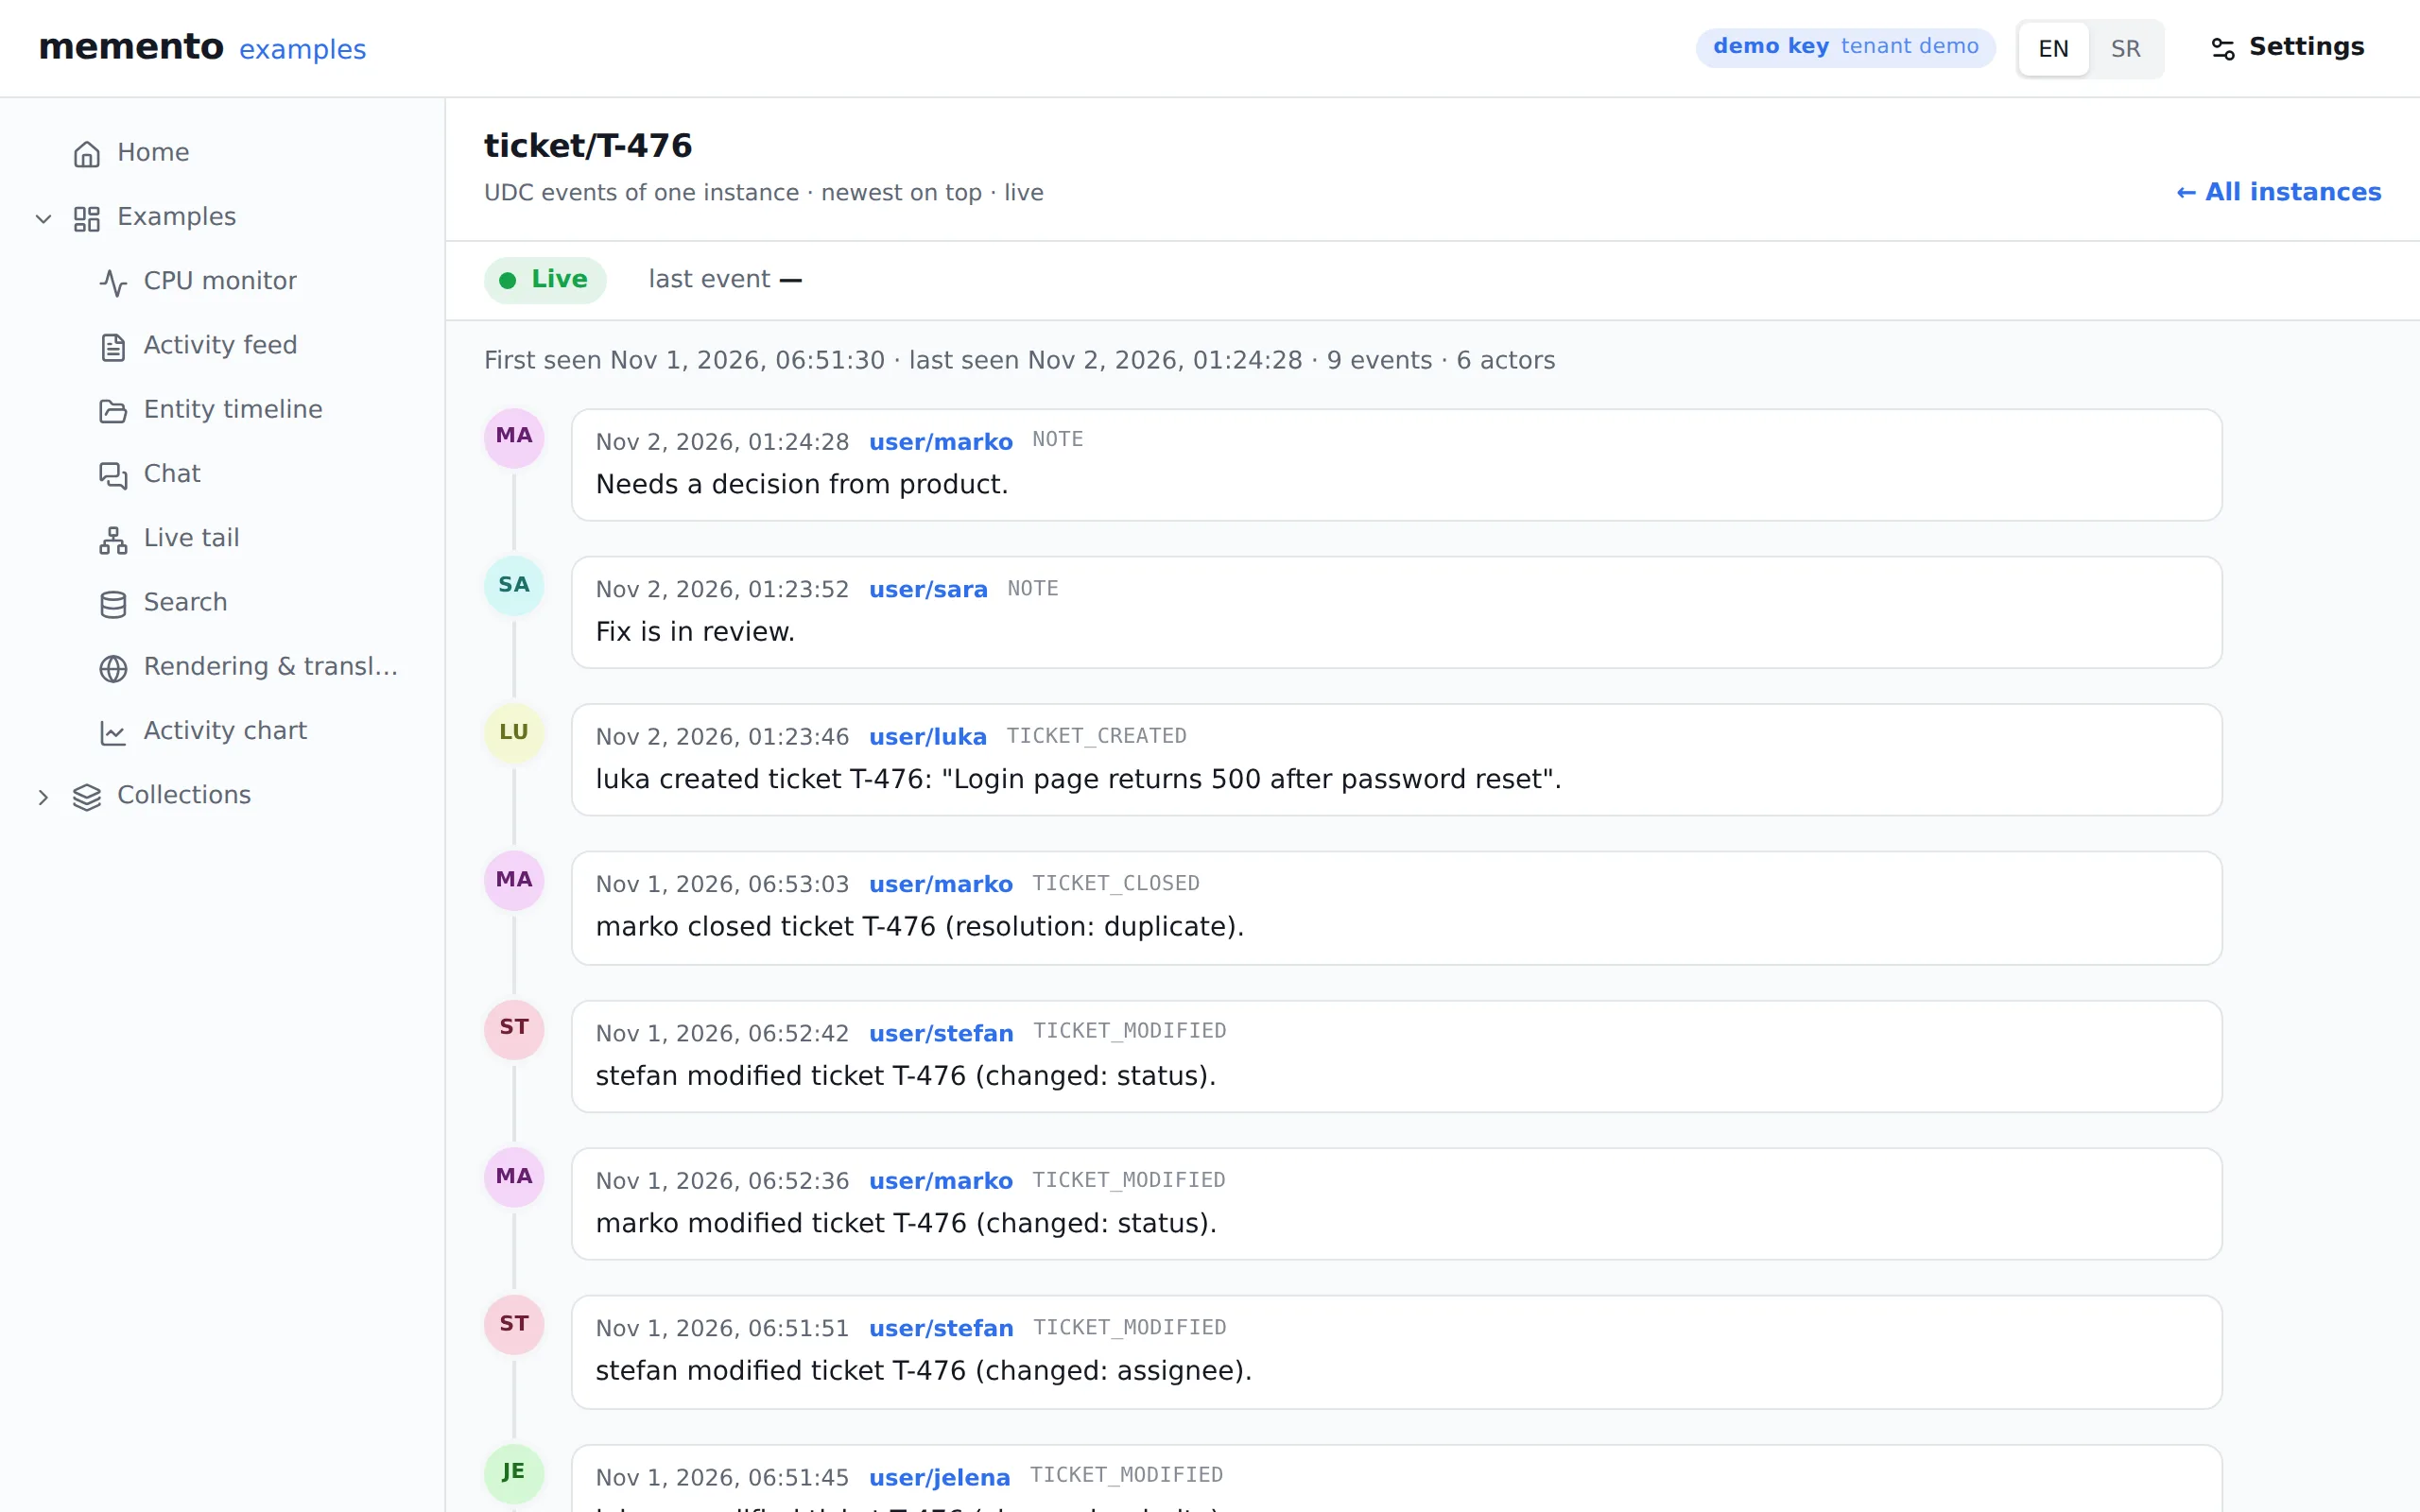 memento examples
demo key tenant demo
EN SR
Settings
Home
Examples
CPU monitor
Activity feed
Entity timeline
Chat
Live tail
Search
Rendering & transl…
Activity chart
Collections
ticket/T-476
UDC events of one instance · newest on top · live
← All instances
Live last event —
First seen Nov 1, 2026, 06:51:30 · last seen Nov 2, 2026, 01:24:28 · 9 events · 6 actors
MA
Nov 2, 2026, 01:24:28 user/marko NOTE
Needs a decision from product.
SA
Nov 2, 2026, 01:23:52 user/sara NOTE
Fix is in review.
LU
Nov 2, 2026, 01:23:46 user/luka TICKET_CREATED
luka created ticket T-476: "Login page returns 500 after password reset".
MA
Nov 1, 2026, 06:53:03 user/marko TICKET_CLOSED
marko closed ticket T-476 (resolution: duplicate).
ST
Nov 1, 2026, 06:52:42 user/stefan TICKET_MODIFIED
stefan modified ticket T-476 (changed: status).
MA
Nov 1, 2026, 06:52:36 user/marko TICKET_MODIFIED
marko modified ticket T-476 (changed: status).
ST
Nov 1, 2026, 06:51:51 user/stefan TICKET_MODIFIED
stefan modified ticket T-476 (changed: assignee).
JE
Nov 1, 2026, 06:51:45 user/jelena TICKET_MODIFIED